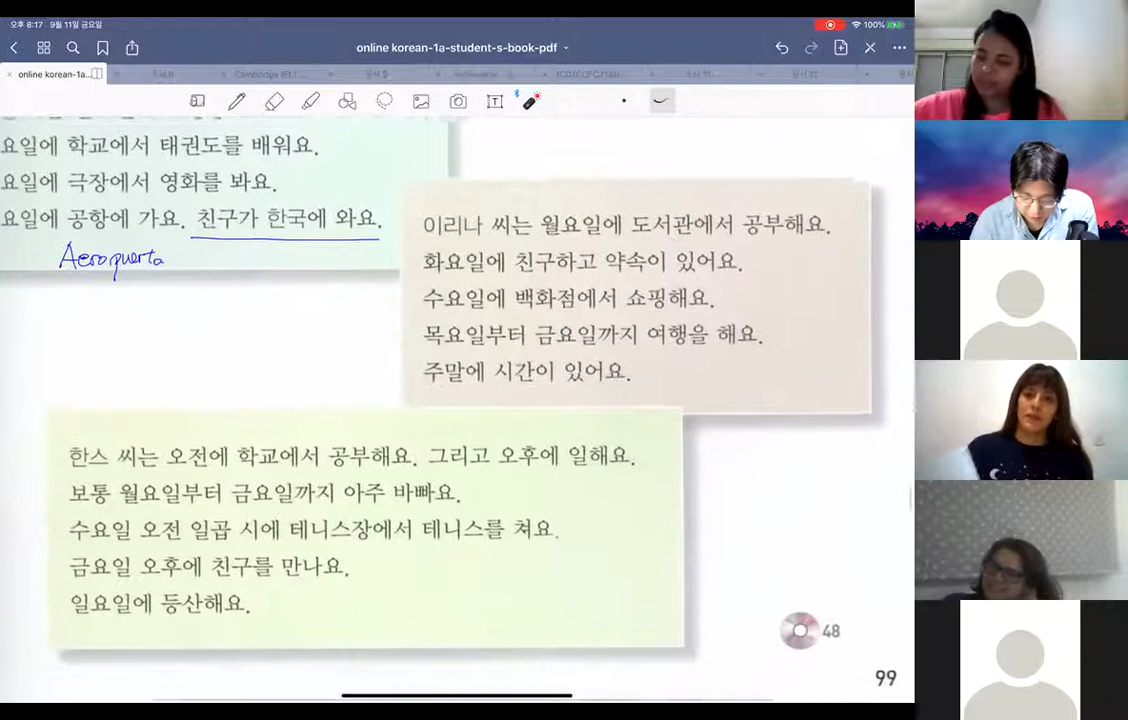 오후 8:17 9월 11일 금요일
100%
online korean-1a-student-s-book-pdf
online korean-1a...
요일에 학교에서 태권도를 배워요.
요일에 극장에서 영화를 봐요.
요일에 공항에 가요. 친구가 한국에 와요.
Aeropuerta
이리나 씨는 월요일에 도서관에서 공부해요.
화요일에 친구하고 약속이 있어요.
수요일에 백화점에서 쇼핑해요.
목요일부터 금요일까지 여행을 해요.
주말에 시간이 있어요.
한스 씨는 오전에 학교에서 공부해요. 그리고 오후에 일해요.
보통 월요일부터 금요일까지 아주 바빠요.
수요일 오전 일곱 시에 테니스장에서 테니스를 쳐요.
금요일 오후에 친구를 만나요.
일요일에 등산해요.
48
99